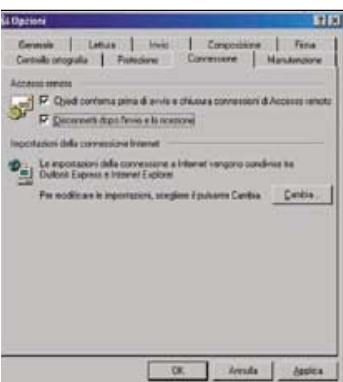 Opzioni
Generale Lettura Invio Composizione Firma
Controllo ortografia Protezione Connessione Manutenzione
Accesso remoto
Chiedi conferma prima di avvio e chiusura connessioni di Accesso remoto
Disconnetti dopo l'invio e la ricezione
Impostazioni della connessione Internet
Le impostazioni della connessione a Internet vengono condivise tra
Outlook Express e Internet Explorer
Per modificare le impostazioni, scegliere il pulsante Cambia
Cambia...
OK Annulla Applica